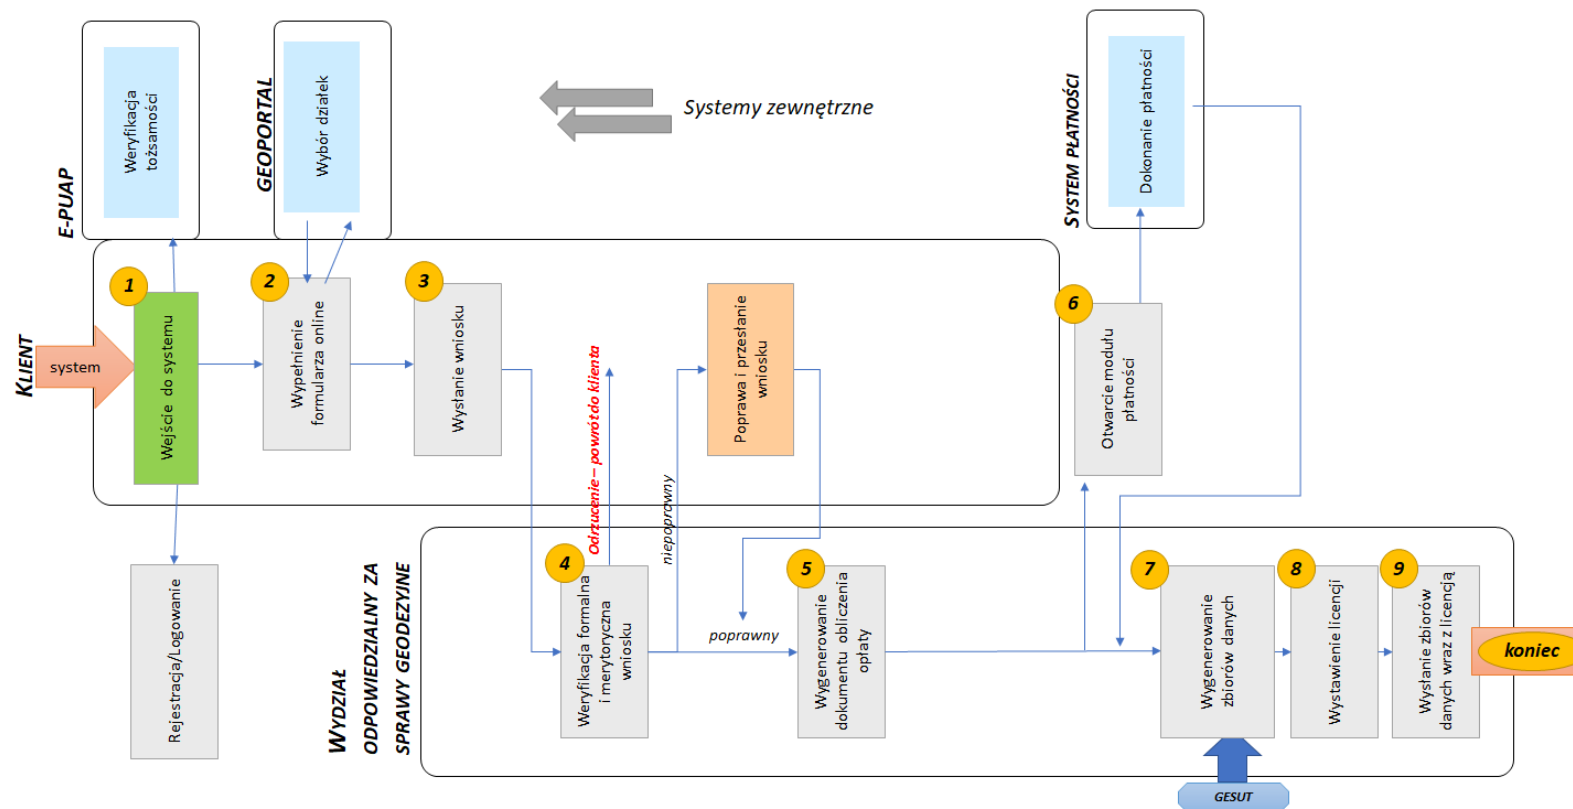 E-PUAP
Weryfikacja
tożsamości
GEOPORTAL
Wybór działek
Systemy zewnętrzne
SYSTEM PŁATNOŚCI
Dokonanie płatności
KLIENT
system
1
Wejście do systemu
2
Wypełnienie
formularza online
3
Wysłanie wniosku
Odrzucenie – powrót do klienta
niepoprawny
Poprawa i przesłanie
wniosku
6
Otwarcie modułu
płatności
Rejestracja/Logowanie
WYDZIAŁ
ODPOWIEDZIALNY ZA
SPRAWY GEODEZYJNE
4
Weryfikacja formalna
i merytoryczna
wniosku
poprawny
5
Wygenerowanie
dokumentu obliczenia
opłaty
7
Wygenerowanie
zbiorów danych
8
Wystawienie licencji
9
Wysłanie zbiorów
danych wraz z licencją
koniec
GESUT